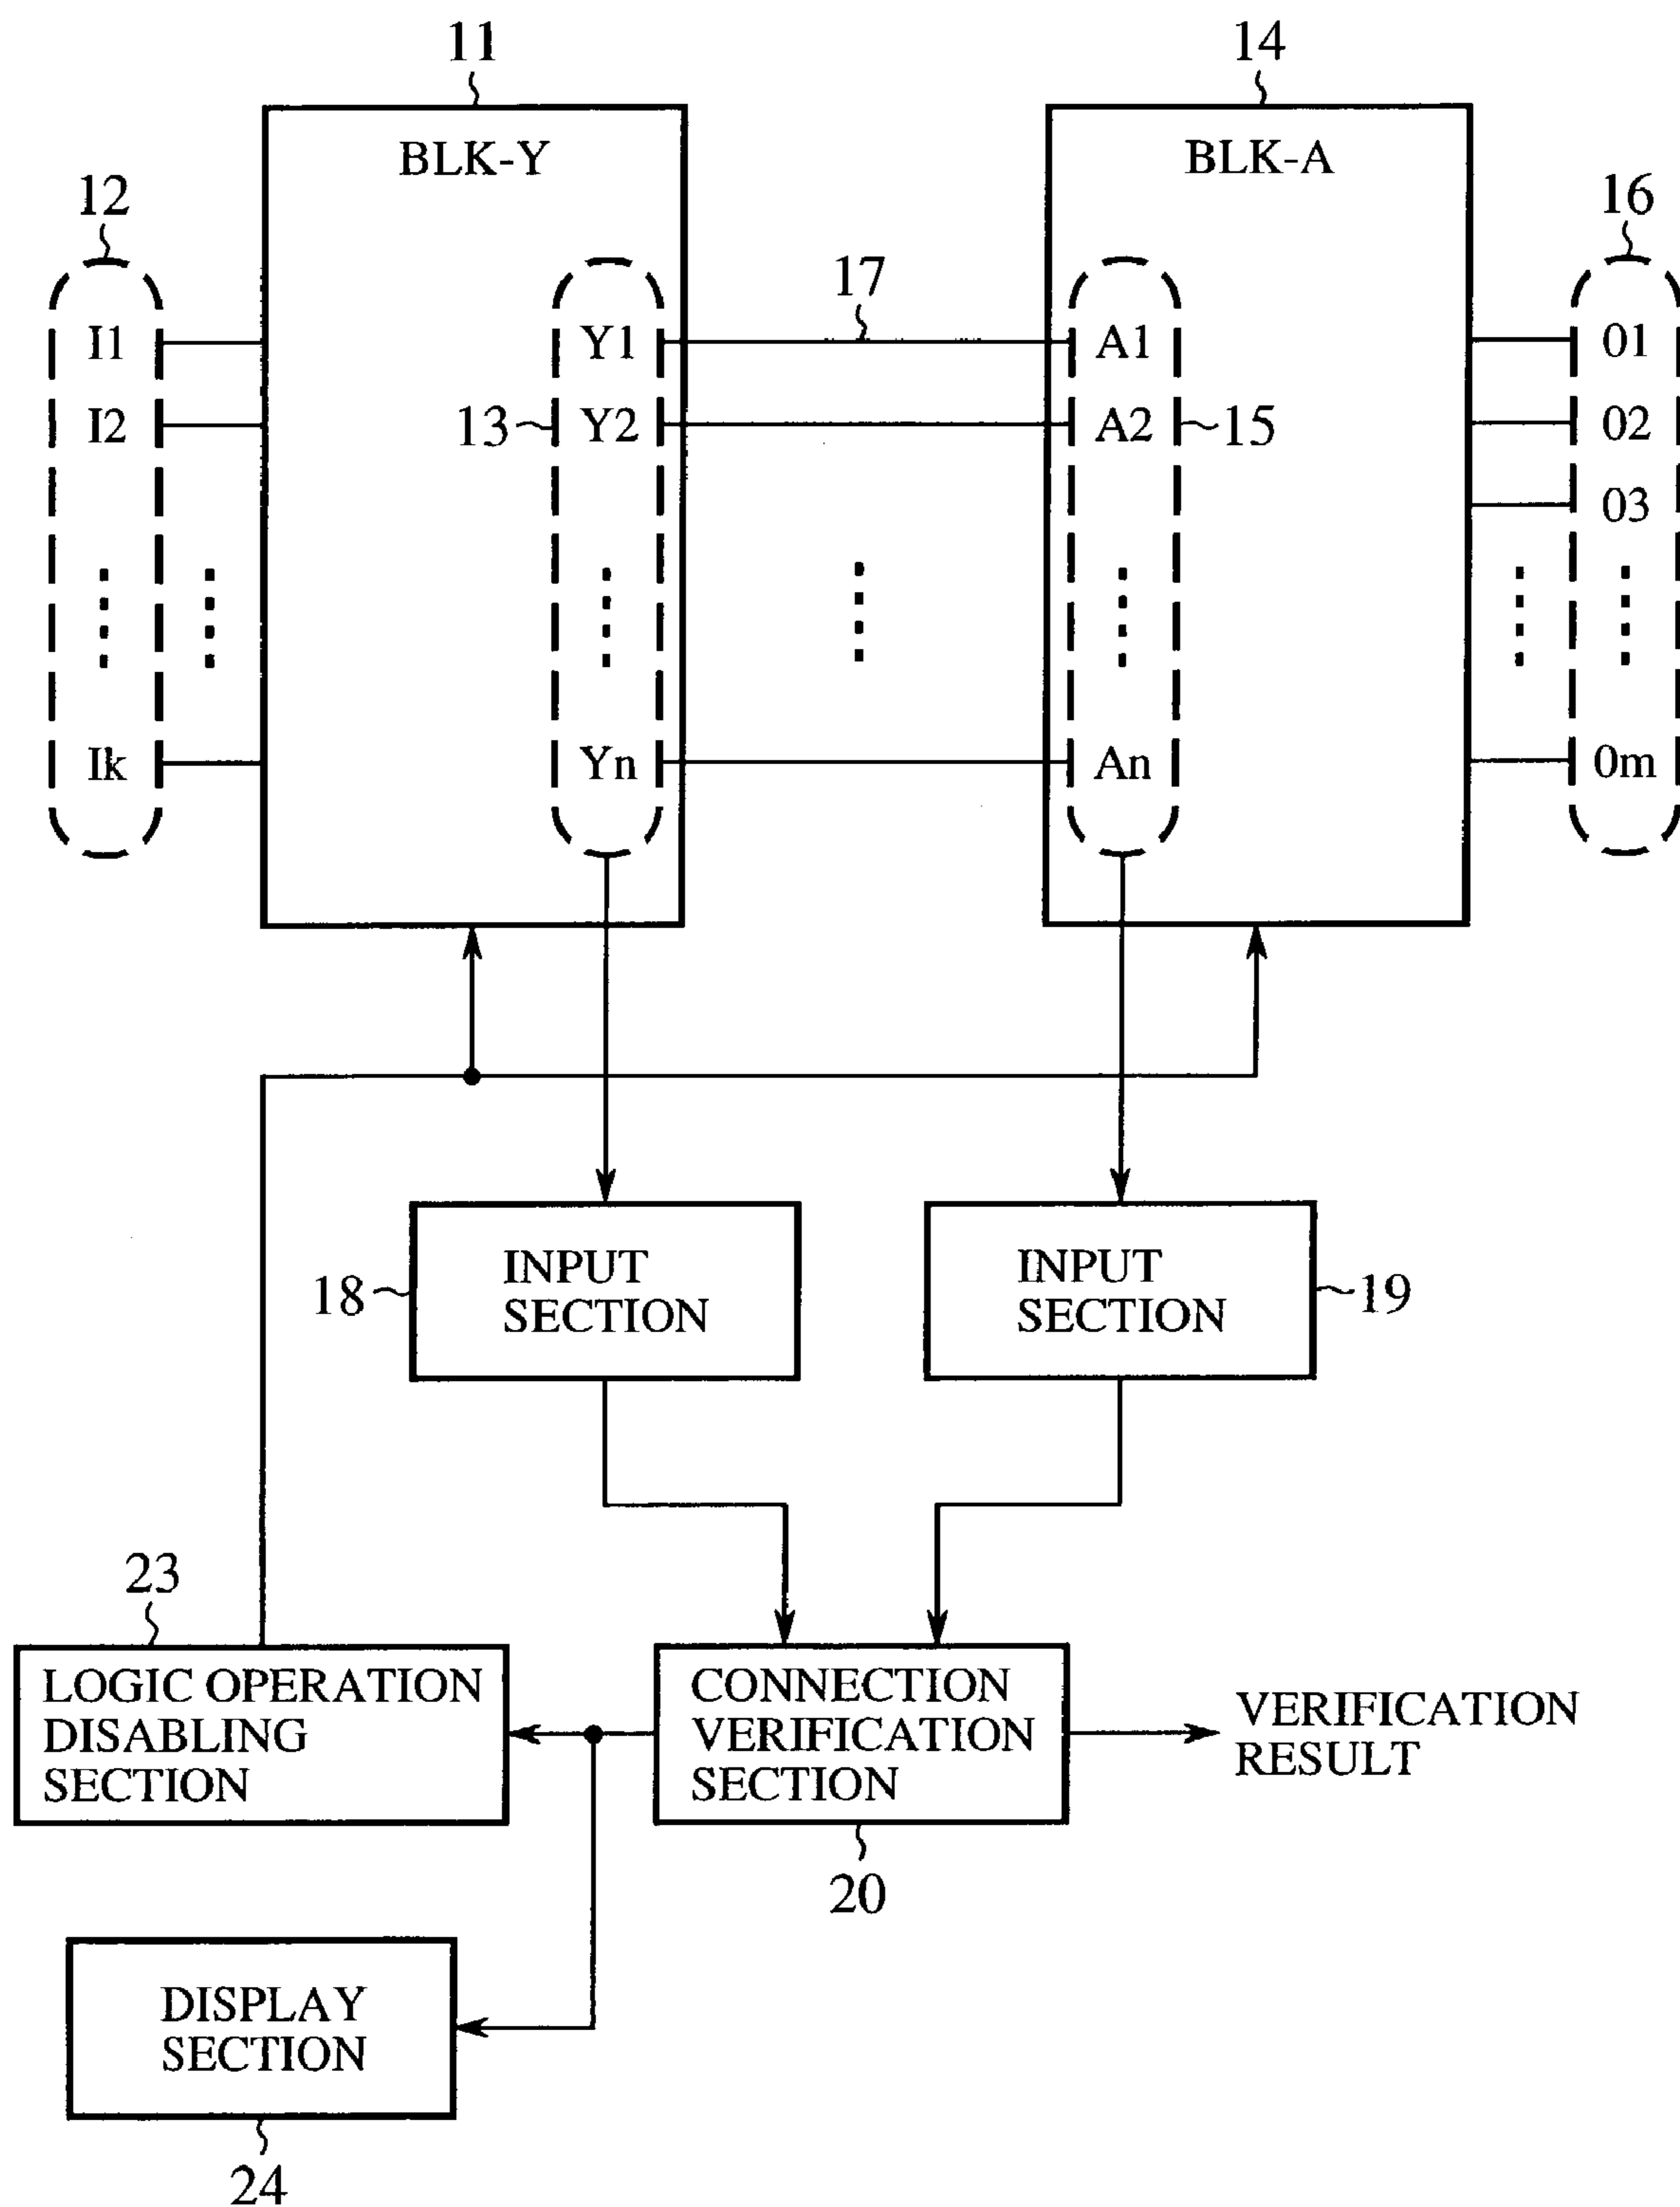 11
14
BLK-Y
BLK-A
12
16
17
I1
Y1
A1
01
I2
13
Y2
A2
15
02
03
Ik
Yn
An
0m
INPUT
SECTION
18
INPUT
SECTION
19
23
LOGIC OPERATION
DISABLING
SECTION
CONNECTION
VERIFICATION
SECTION
VERIFICATION
RESULT
20
DISPLAY
SECTION
24